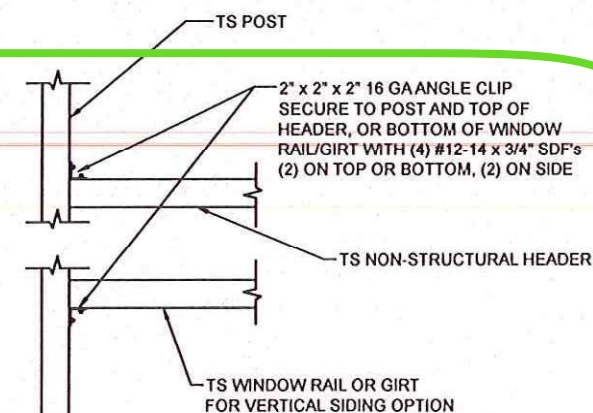 TS POST
2" x 2" x 2" 16 GA ANGLE CLIP
SECURE TO POST AND TOP OF
HEADER, OR BOTTOM OF WINDOW
RAIL/GIRT WITH (4) #12-14 x 3/4" SDF's
(2) ON TOP OR BOTTOM, (2) ON SIDE
TS NON-STRUCTURAL HEADER
TS WINDOW RAIL OR GIRT
FOR VERTICAL SIDING OPTION